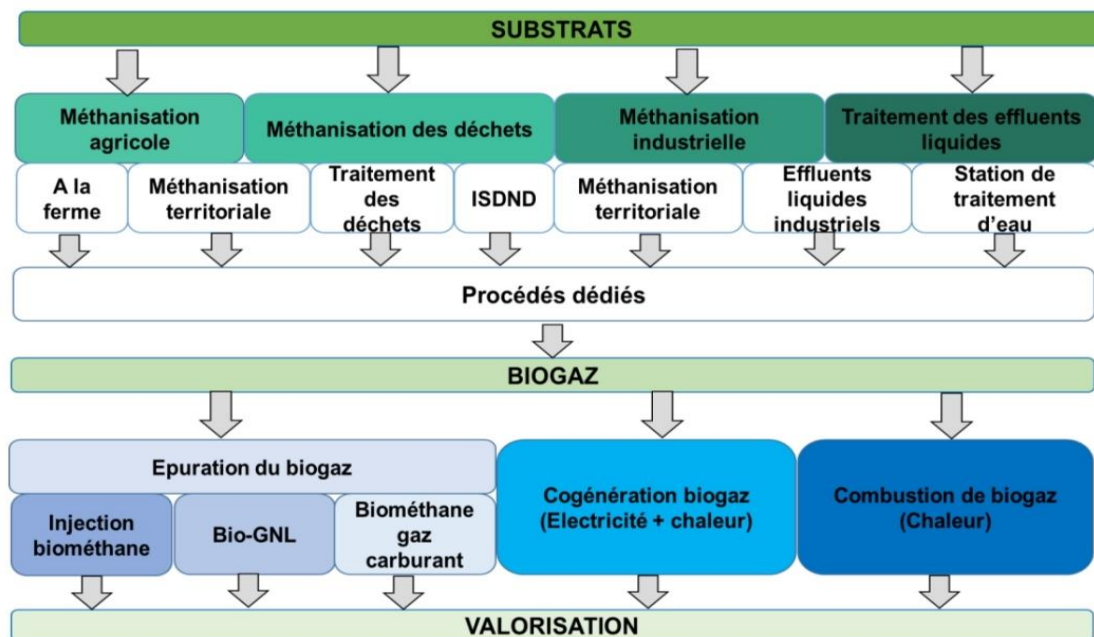 SUBSTRATS
Méthanisation
agricole
Méthanisation des déchets
Méthanisation
industrielle
Traitement des effluents
liquides
A la
ferme
Méthanisation
territoriale
Traitement
des
déchets
ISDND
Méthanisation
territoriale
Effluents
liquides
industriels
Station de
traitement
d'eau
Procédés dédiés
BIOGAZ
Epuration du biogaz
Injection
biométhane
Bio-GNL
Biométhane
gaz
carburant
Cogénération biogaz
(Electricité + chaleur)
Combustion de biogaz
(Chaleur)
VALORISATION